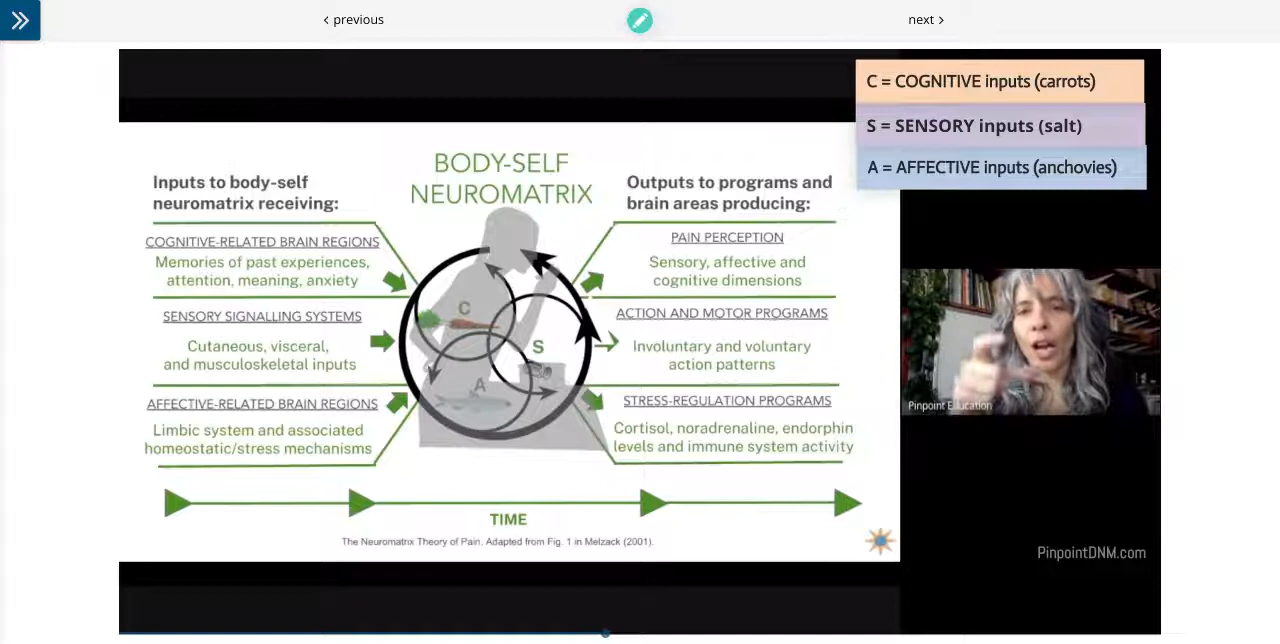 previous
next
C = COGNITIVE inputs (carrots)
S = SENSORY inputs (salt)
A = AFFECTIVE inputs (anchovies)
BODY-SELF
NEUROMATRIX
Inputs to body-self
neuromatrix receiving:
COGNITIVE-RELATED BRAIN REGIONS
Memories of past experiences,
attention, meaning, anxiety
SENSORY SIGNALLING SYSTEMS
Cutaneous, visceral,
and musculoskeletal inputs
AFFECTIVE-RELATED BRAIN REGIONS
Limbic system and associated
homeostatic/stress mechanisms
C
S
A
Outputs to programs and
brain areas producing:
PAIN PERCEPTION
Sensory, affective and
cognitive dimensions
ACTION AND MOTOR PROGRAMS
Involuntary and voluntary
action patterns
STRESS-REGULATION PROGRAMS
Cortisol, noradrenaline, endorphin
levels and immune system activity
TIME
The Neuromatrix Theory of Pain. Adapted from Fig. 1 in Melzack (2001).
Pinpoint Education
PinpointDNM.com